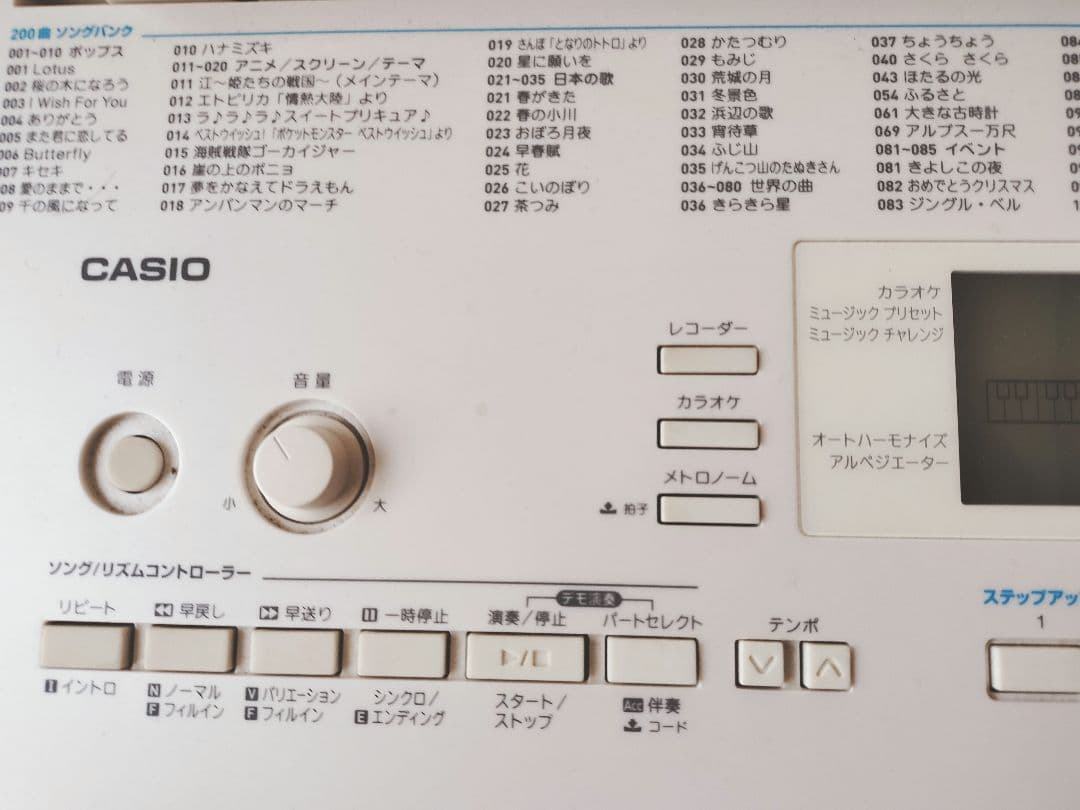 200曲 ソングバンク
001~010 ポップス
001 Lotus
002 桜の木になろう
003 I Wish For You
004 ありがとう
005 また君に恋してる
006 Butterfly
007 キセキ
08 愛のままで・・・
09 千の風になって
010 ハナミズキ
011~020 アニメ／スクリーン／テーマ
011 江～姫たちの戦国～（メインテーマ）
012 エトピリカ「情熱大陸」より
013 ラ♪ラ♪ラ♪スイートプリキュア♪
014 ベストウイッシュ！「ポケットモンスター ベストウイッシュ」より
015 海賊戦隊ゴーカイジャー
016 崖の上のポニョ
017 夢をかなえてドラえもん
018 アンパンマンのマーチ
019 さんぽ「となりのトトロ」より
020 星に願いを
021~035 日本の歌
021 春がきた
022 春の小川
023 おぼろ月夜
024 早春賦
025 花
026 こいのぼり
027 茶つみ
028 かたつむり
029 もみじ
030 荒城の月
031 冬景色
032 浜辺の歌
033 宵待草
034 ふじ山
035 げんこつ山のたぬきさん
036~080 世界の曲
036 きらきら星
037 ちょうちょう
040 さくら さくら
043 ほたるの光
054 ふるさと
061 大きな古時計
069 アルプス一万尺
081~085 イベント
081 きよしこの夜
082 おめでとうクリスマス
083 ジングル・ベル
CASIO
電源
音量
小
大
レコーダー
カラオケ
メトロノーム
拍子
カラオケ
ミュージック プリセット
ミュージック チャレンジ
オートハーモナイズ
アルペジエーター
ソング/リズムコントローラー
デモ演奏
リピート
早戻し
早送り
一時停止
演奏/停止
パートセレクト
テンポ
I イントロ
N ノーマル
F フィルイン
V バリエーション
F フィルイン
シンクロ/
E エンディング
スタート/
ストップ
Acc 伴奏
コード
ステップアッ
1